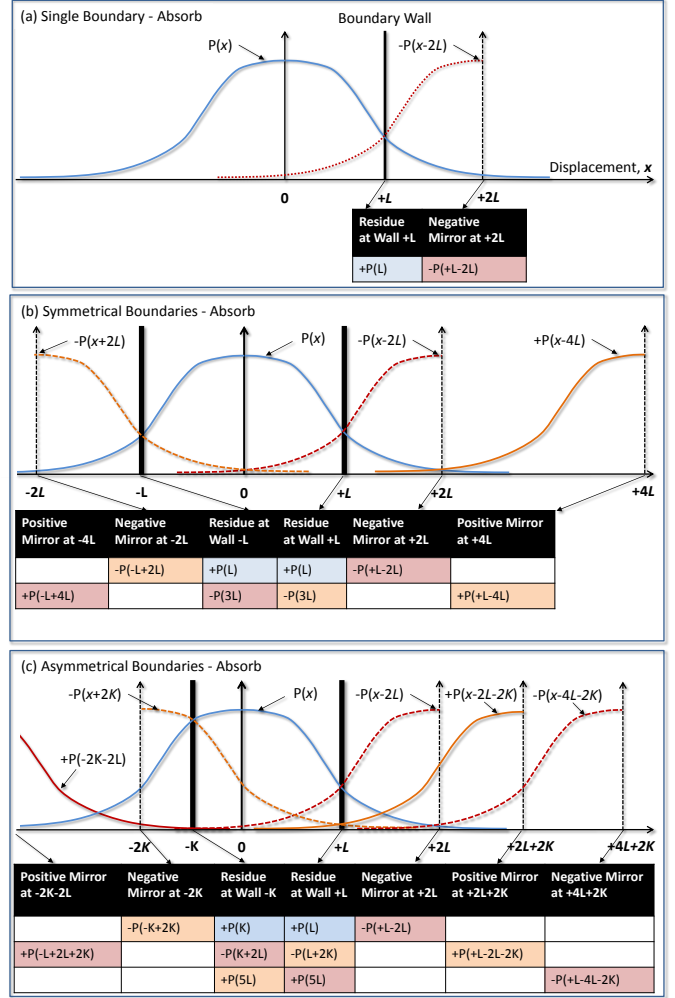 (a) Single Boundary - Absorb
Boundary Wall
P(x)
-P(x-2L)
Displacement, x
0
+L
+2L
Residue at Wall +L
Negative Mirror at +2L
+P(L)
-P(+L-2L)
(b) Symmetrical Boundaries - Absorb
-P(x+2L)
P(x)
-P(x-2L)
+P(x-4L)
-2L
-L
0
+L
+2L
+4L
Positive Mirror at -4L
Negative Mirror at -2L
Residue at Wall -L
Residue at Wall +L
Negative Mirror at +2L
Positive Mirror at +4L
-P(-L+2L)
+P(L)
+P(L)
-P(+L-2L)
+P(-L+4L)
-P(3L)
-P(3L)
+P(+L-4L)
(c) Asymmetrical Boundaries - Absorb
-P(x+2K)
P(x)
-P(x-2L)
+P(x-2L-2K)
-P(x-4L-2K)
+P(-2K-2L)
-2K
-K
0
+L
+2L
+2L+2K
+4L+2K
Positive Mirror at -2K-2L
Negative Mirror at -2K
Residue at Wall -K
Residue at Wall +L
Negative Mirror at +2L
Positive Mirror at +2L+2K
Negative Mirror at +4L+2K
-P(-K+2K)
+P(K)
+P(L)
-P(+L-2L)
+P(-L+2L+2K)
-P(K+2L)
-P(L+2K)
+P(+L-2L-2K)
+P(5L)
+P(5L)
-P(+L-4L-2K)